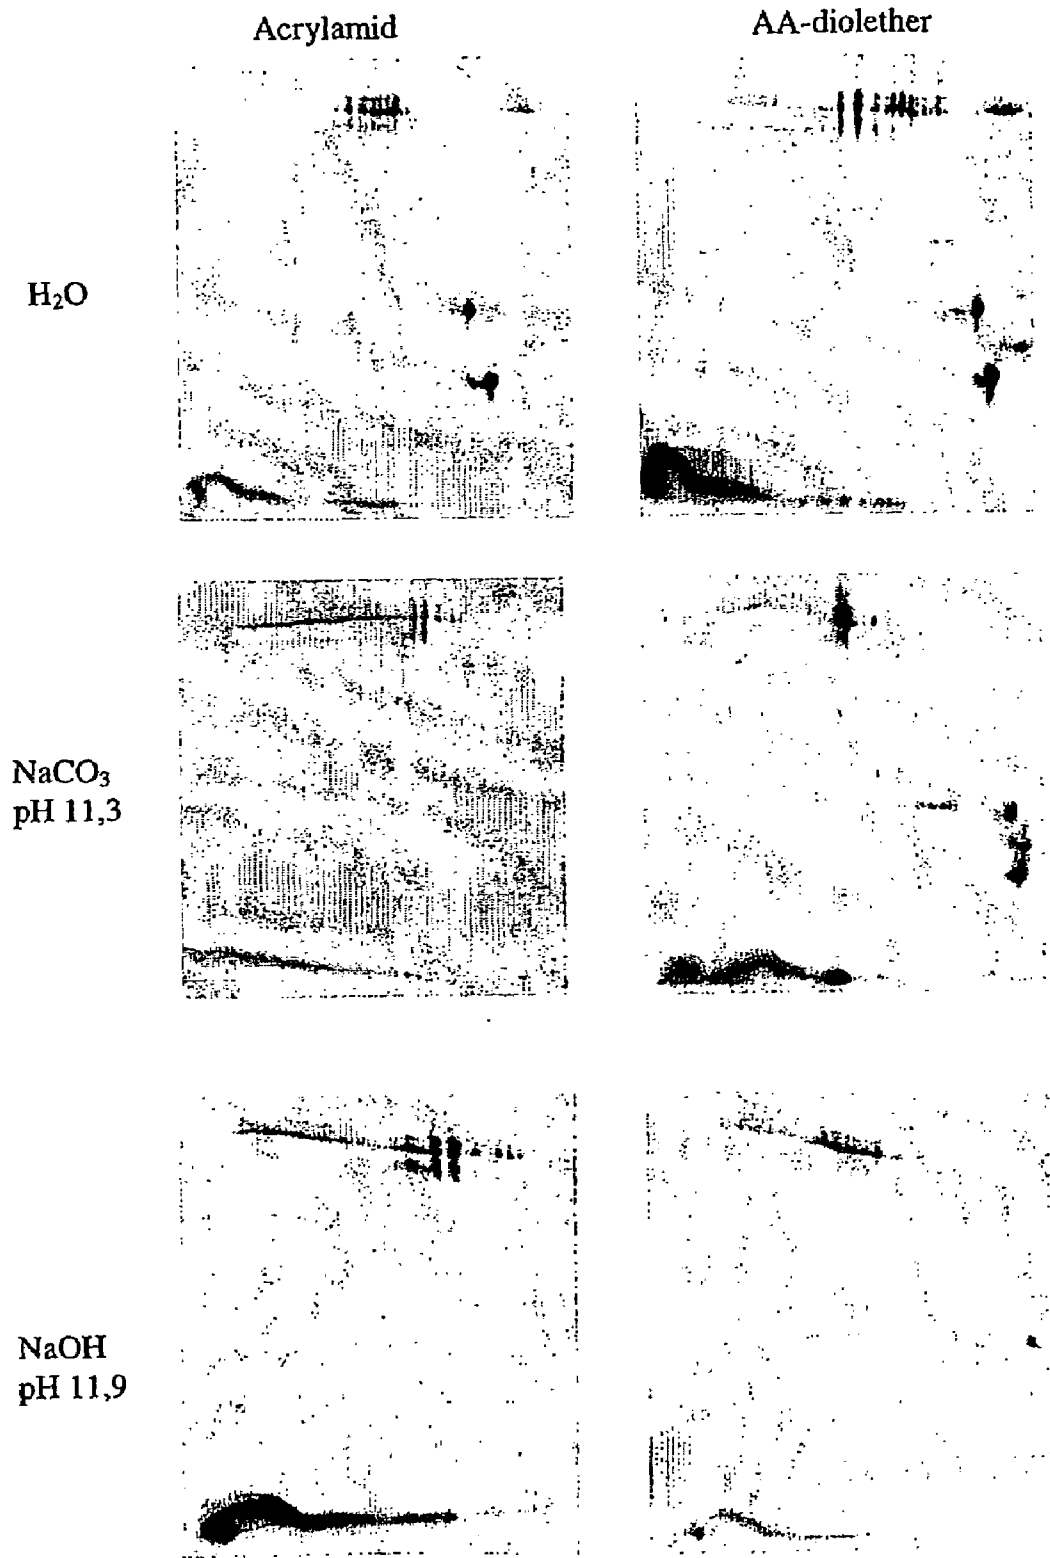 Acrylamid
AA-diolether
H₂O
NaCO₃
pH 11,3
NaOH
pH 11,9